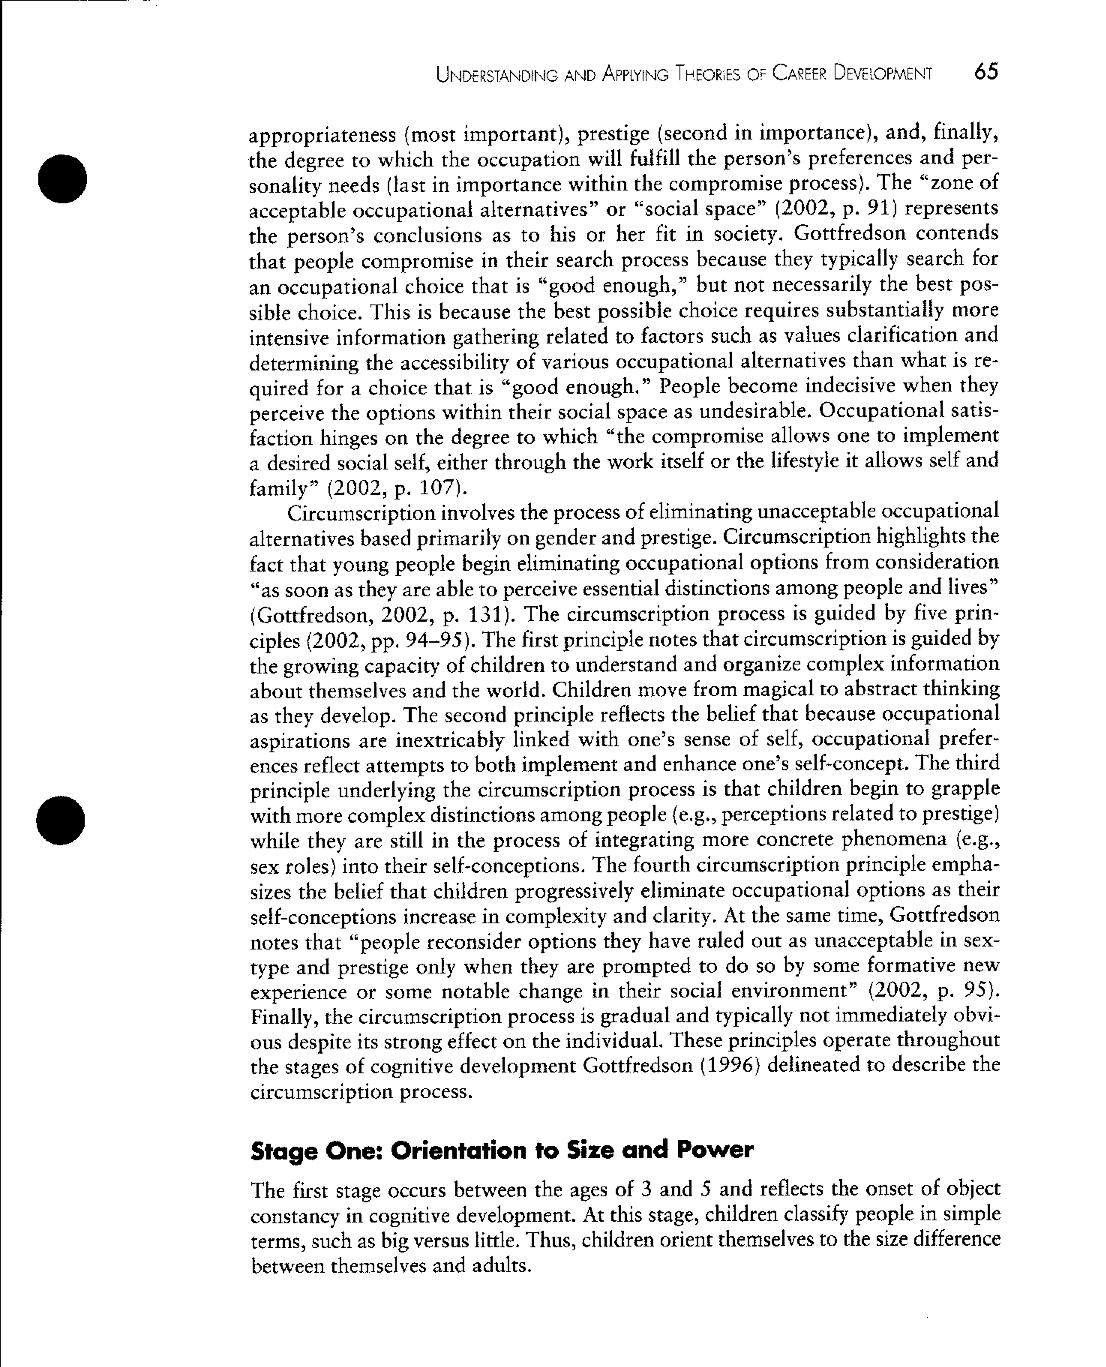 UNDERSTANDING AND APPLYING THEORIES OF CAREER DEVELOPMENT 65
appropriateness (most important), prestige (second in importance), and, finally,
the degree to which the occupation will fulfill the person's preferences and per-
sonality needs (last in importance within the compromise process). The “zone of
acceptable occupational alternatives” or “social space” (2002, p. 91) represents
the person's conclusions as to his or her fit in society. Gottfredson contends
that people compromise in their search process because they typically search for
an occupational choice that is “good enough,” but not necessarily the best pos-
sible choice. This is because the best possible choice requires substantially more
intensive information gathering related to factors such as values clarification and
determining the accessibility of various occupational alternatives than what is re-
quired for a choice that is “good enough.” People become indecisive when they
perceive the options within their social space as undesirable. Occupational satis-
faction hinges on the degree to which “the compromise allows one to implement
a desired social self, either through the work itself or the lifestyle it allows self and
family” (2002, p. 107).
Circumscription involves the process of eliminating unacceptable occupational
alternatives based primarily on gender and prestige. Circumscription highlights the
fact that young people begin eliminating occupational options from consideration
“as soon as they are able to perceive essential distinctions among people and lives”
(Gottfredson, 2002, p. 131). The circumscription process is guided by five prin-
ciples (2002, pp. 94–95). The first principle notes that circumscription is guided by
the growing capacity of children to understand and organize complex information
about themselves and the world. Children move from magical to abstract thinking
as they develop. The second principle reflects the belief that because occupational
aspirations are inextricably linked with one's sense of self, occupational prefer-
ences reflect attempts to both implement and enhance one's self-concept. The third
principle underlying the circumscription process is that children begin to grapple
with more complex distinctions among people (e.g., perceptions related to prestige)
while they are still in the process of integrating more concrete phenomena (e.g.,
sex roles) into their self-conceptions. The fourth circumscription principle empha-
sizes the belief that children progressively eliminate occupational options as their
self-conceptions increase in complexity and clarity. At the same time, Gottfredson
notes that “people reconsider options they have ruled out as unacceptable in sex-
type and prestige only when they are prompted to do so by some formative new
experience or some notable change in their social environment” (2002, p. 95).
Finally, the circumscription process is gradual and typically not immediately obvi-
ous despite its strong effect on the individual. These principles operate throughout
the stages of cognitive development Gottfredson (1996) delineated to describe the
circumscription process.
Stage One: Orientation to Size and Power
The first stage occurs between the ages of 3 and 5 and reflects the onset of object
constancy in cognitive development. At this stage, children classify people in simple
terms, such as big versus little. Thus, children orient themselves to the size difference
between themselves and adults.